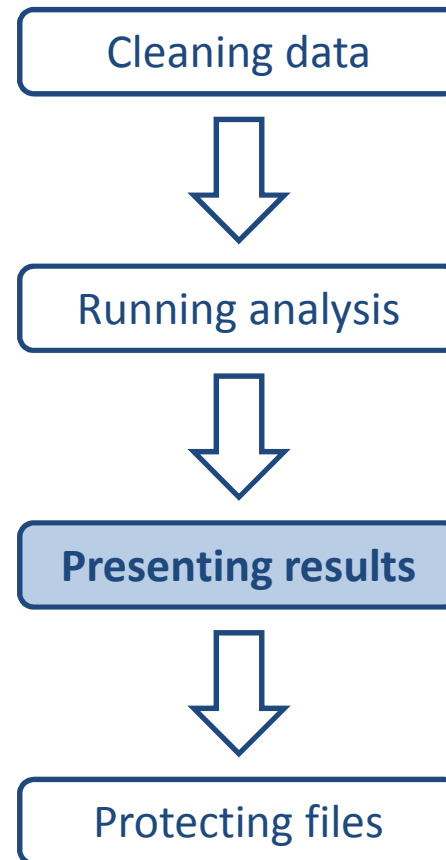 Cleaning data
Running analysis
Presenting results
Protecting files